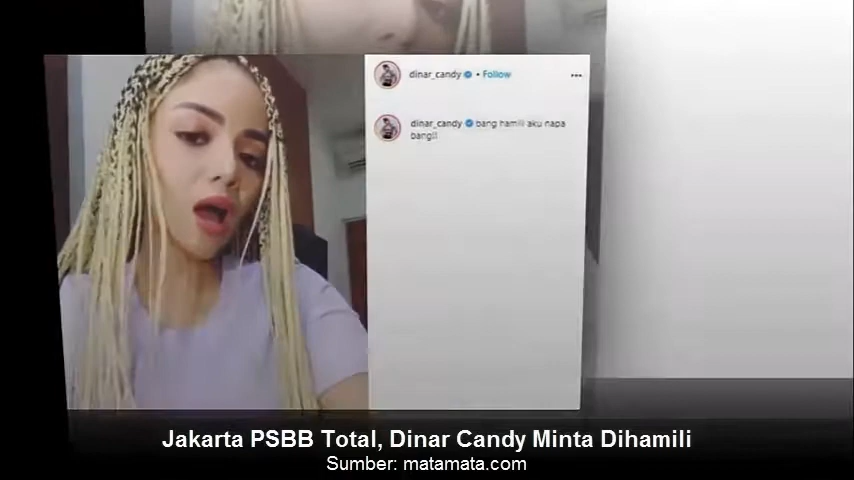 dinar_candy • Follow
dinar_candy bang hamili aku napa
bang!!
Jakarta PSBB Total, Dinar Candy Minta Dihamili
Sumber: matamata.com